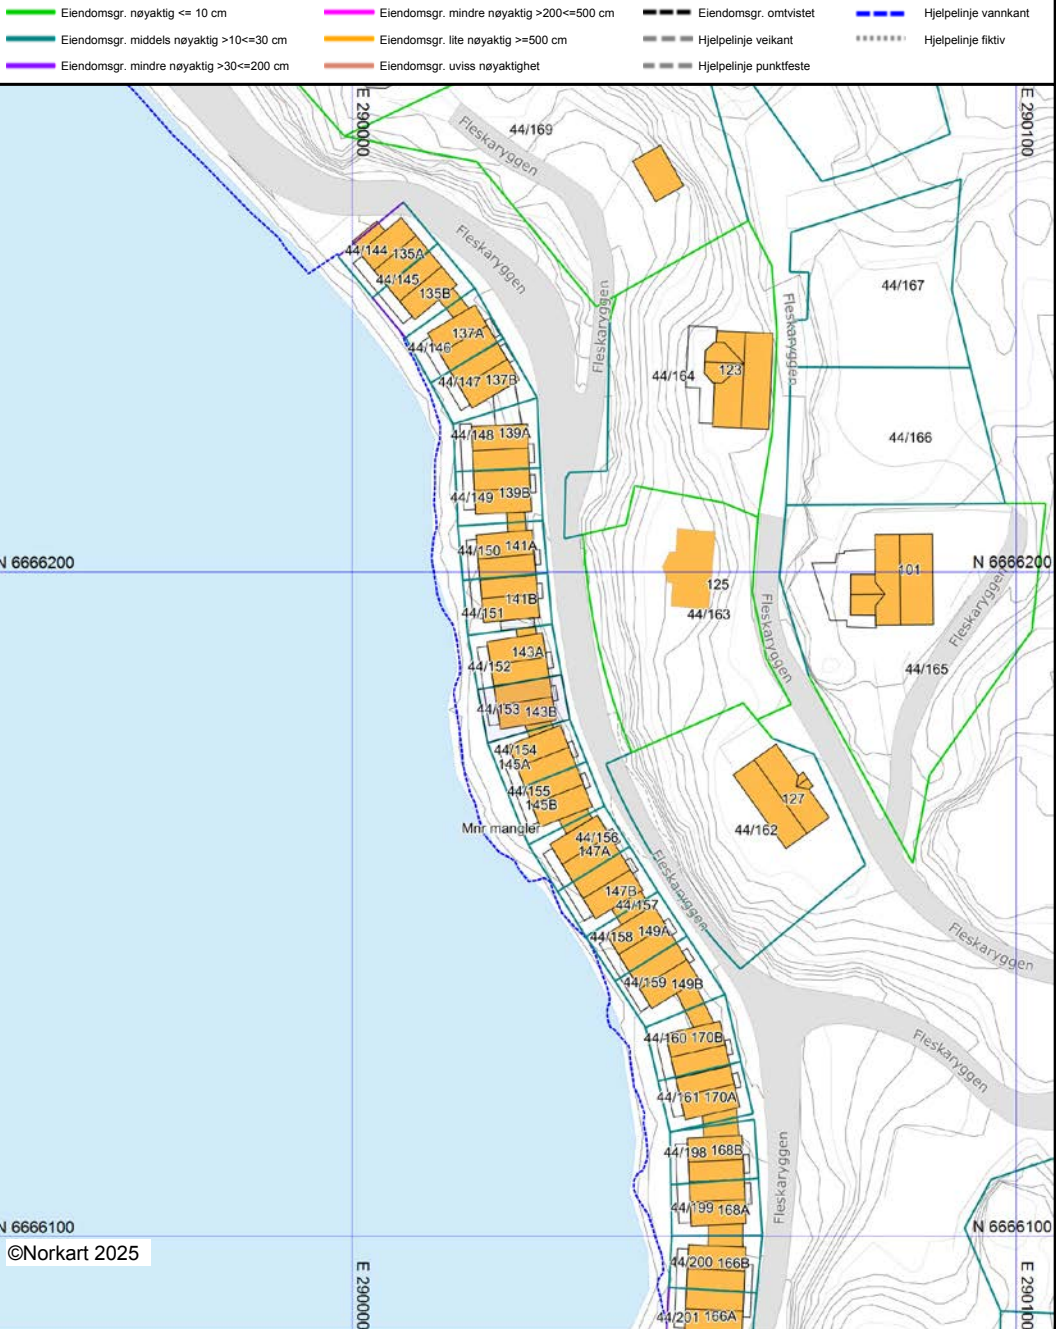 Eiendomsgr. nøyaktig <= 10 cm
Eiendomsgr. mindre nøyaktig >200<=500 cm
Eiendomsgr. omtvistet
Hjelpelinje vannkant
Eiendomsgr. middels nøyaktig >10<=30 cm
Eiendomsgr. lite nøyaktig >=500 cm
Hjelpelinje veikant
Hjelpelinje fiktiv
Eiendomsgr. mindre nøyaktig >30<=200 cm
Eiendomsgr. uviss nøyaktighet
Hjelpelinje punktfeste
E 290000
E 290100
Fleskaryggen
44/169
Fleskaryggen
44/144
135A
44/145
135B
44/167
Fleskaryggen
Fleskaryggen
137A
44/146
44/147 137B
44/164
123
44/148 139A
44/166
44/149 139B
44/150 141A
N 6666200
N 6666200
101
125
141B
44/151
44/163
Fleskaryggen
Fleskaryggen
143A
44/152
44/165
44/153 143B
44/154
145A
44/155
145B
127
Mnr mangler
44/162
44/156
147A
Fleskaryggen
147B
44/157
44/158 149A
Fleskaryggen
44/159 149B
44/160 170B
Fleskaryggen
44/161 170A
44/198 168B
Fleskaryggen
44/199 168A
N 6666100
N 6666100
©Norkart 2025
44/200 166B
E 290000
E 290100
44/201 166A